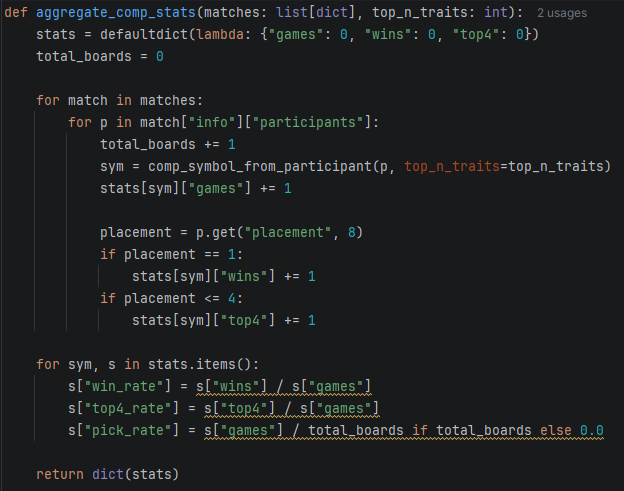 def aggregate_comp_stats(matches: list[dict], top_n_traits: int): 2 usages
    stats = defaultdict(lambda: {"games": 0, "wins": 0, "top4": 0})
    total_boards = 0

    for match in matches:
        for p in match["info"]["participants"]:
            total_boards += 1
            sym = comp_symbol_from_participant(p, top_n_traits=top_n_traits)
            stats[sym]["games"] += 1

            placement = p.get("placement", 8)
            if placement == 1:
                stats[sym]["wins"] += 1
            if placement <= 4:
                stats[sym]["top4"] += 1

    for sym, s in stats.items():
        s["win_rate"] = s["wins"] / s["games"]
        s["top4_rate"] = s["top4"] / s["games"]
        s["pick_rate"] = s["games"] / total_boards if total_boards else 0.0

    return dict(stats)